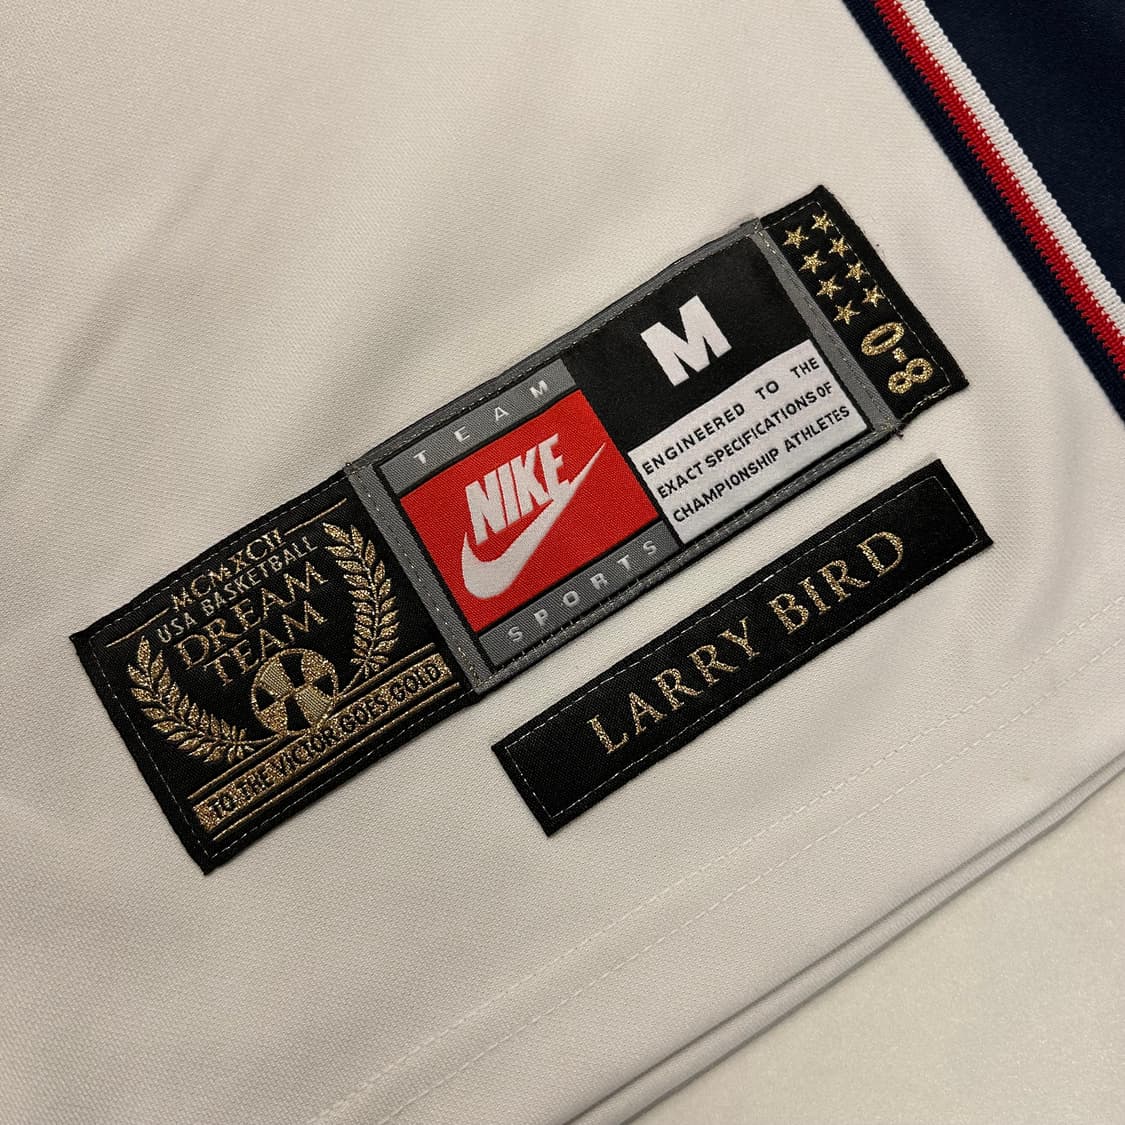 MCMXCII
USA BASKETBALL
DREAM
TEAM
TO THE VICTOR GOES GOLD
TEAM
NIKE
SPORTS
M
ENGINEERED TO THE
EXACT SPECIFICATIONS OF
CHAMPIONSHIP ATHLETES
8-0
LARRY BIRD